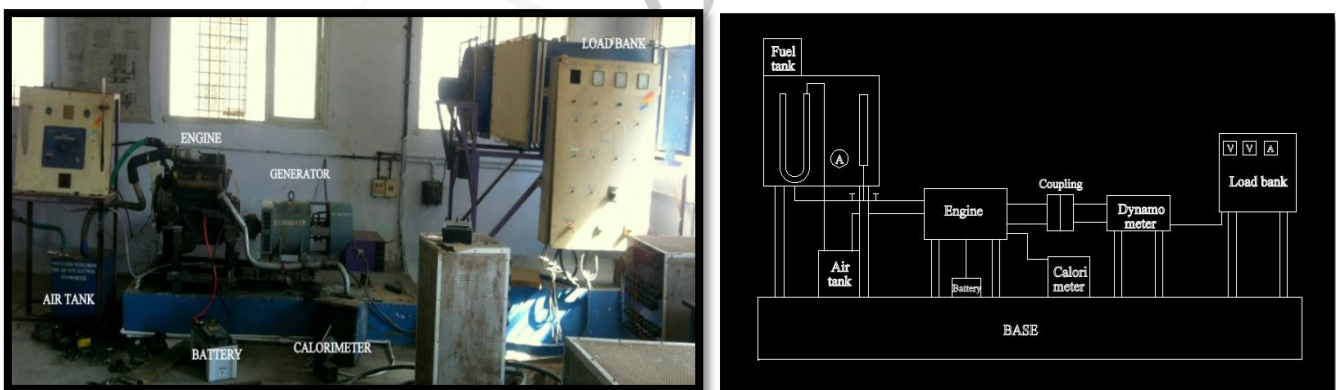 LOAD BANK
ENGINE
GENERATOR
AIR TANK
BATTERY
CALORIMETER
Fuel
tank
A
V V A
Load bank
Coupling
Engine
Dynamo
meter
Air
tank
Battery
Calori
meter
BASE